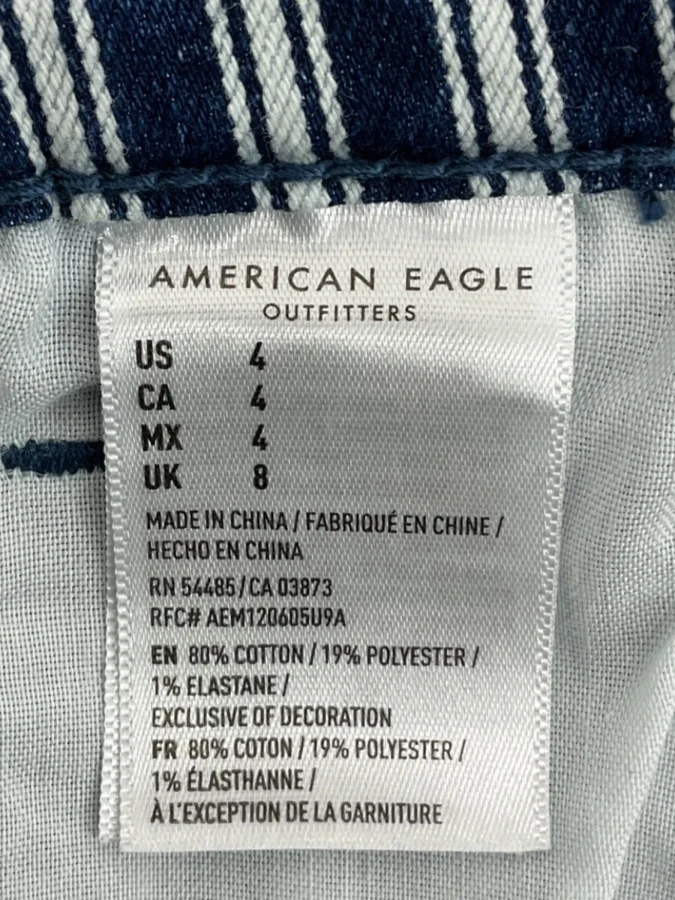 AMERICAN EAGLE
OUTFITTERS
US 4
CA 4
MX 4
UK 8
MADE IN CHINA / FABRIQUÉ EN CHINE /
HECHO EN CHINA
RN 54485 / CA 03873
RFC# AEM120605U9A
EN 80% COTTON / 19% POLYESTER /
1% ELASTANE /
EXCLUSIVE OF DECORATION
FR 80% COTON / 19% POLYESTER /
1% ÉLASTHANNE /
À L'EXCEPTION DE LA GARNITURE